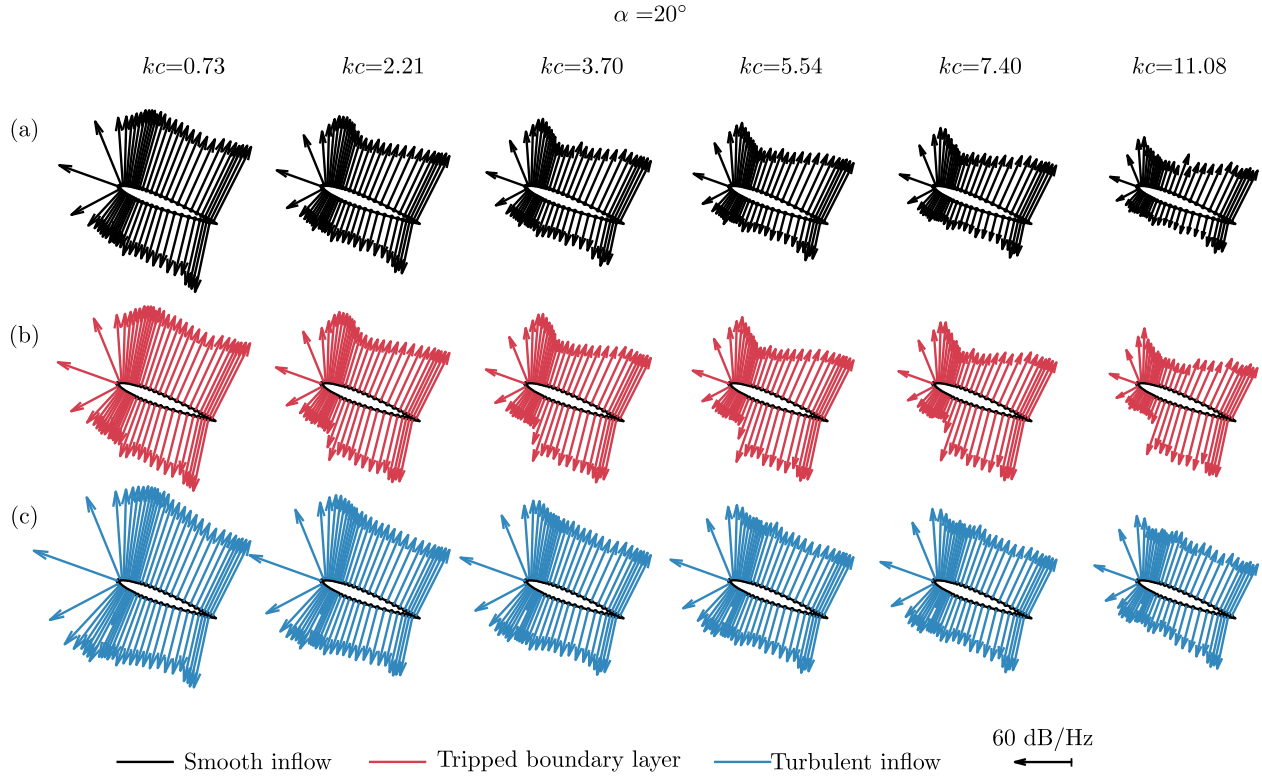 α =20°
kc=0.73 kc=2.21 kc=3.70 kc=5.54 kc=7.40 kc=11.08
(a)
(b)
(c)
60 dB/Hz
Smooth inflow Tripped boundary layer Turbulent inflow